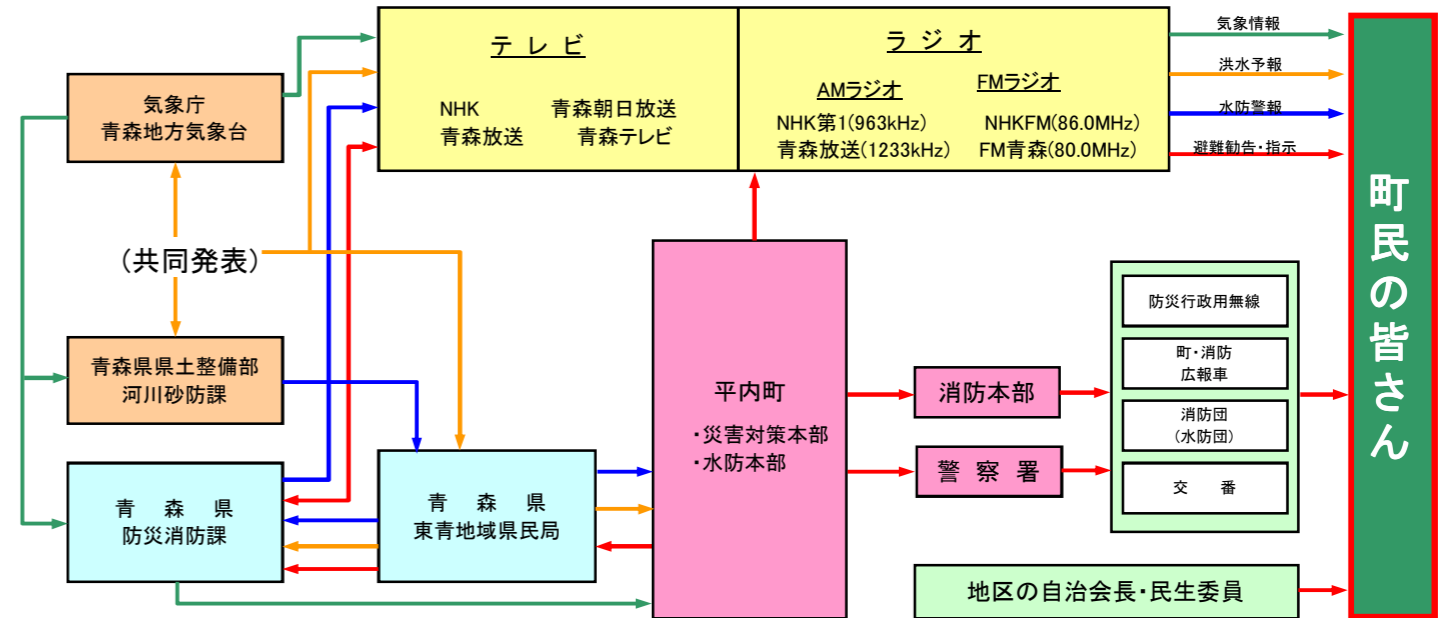 テレビ
NHK 青森朝日放送
青森放送 青森テレビ
ラジオ
AMラジオ
NHK第1(963kHz)
青森放送(1233kHz)
FMラジオ
NHKFM(86.0MHz)
FM青森(80.0MHz)
気象情報
洪水予報
水防警報
避難勧告・指示
気象庁
青森地方気象台
(共同発表)
青森県県土整備部
河川砂防課
青森県
防災消防課
青森県
東青地域県民局
平内町
・災害対策本部
・水防本部
消防本部
警察署
防災行政用無線
町・消防
広報車
消防団
(水防団)
交番
地区の自治会長・民生委員
町民の皆さん